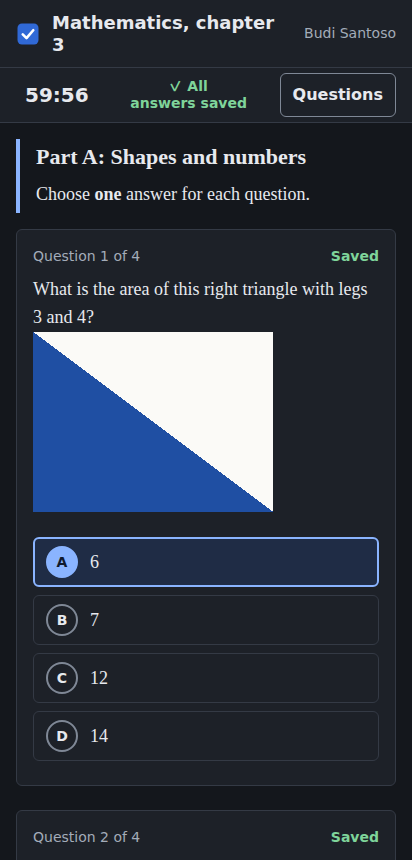 Mathematics, chapter
3
Budi Santoso
59:56
✓ All
answers saved
Questions
Part A: Shapes and numbers
Choose one answer for each question.
Question 1 of 4
Saved
What is the area of this right triangle with legs
3 and 4?
A 6
B 7
C 12
D 14
Question 2 of 4
Saved